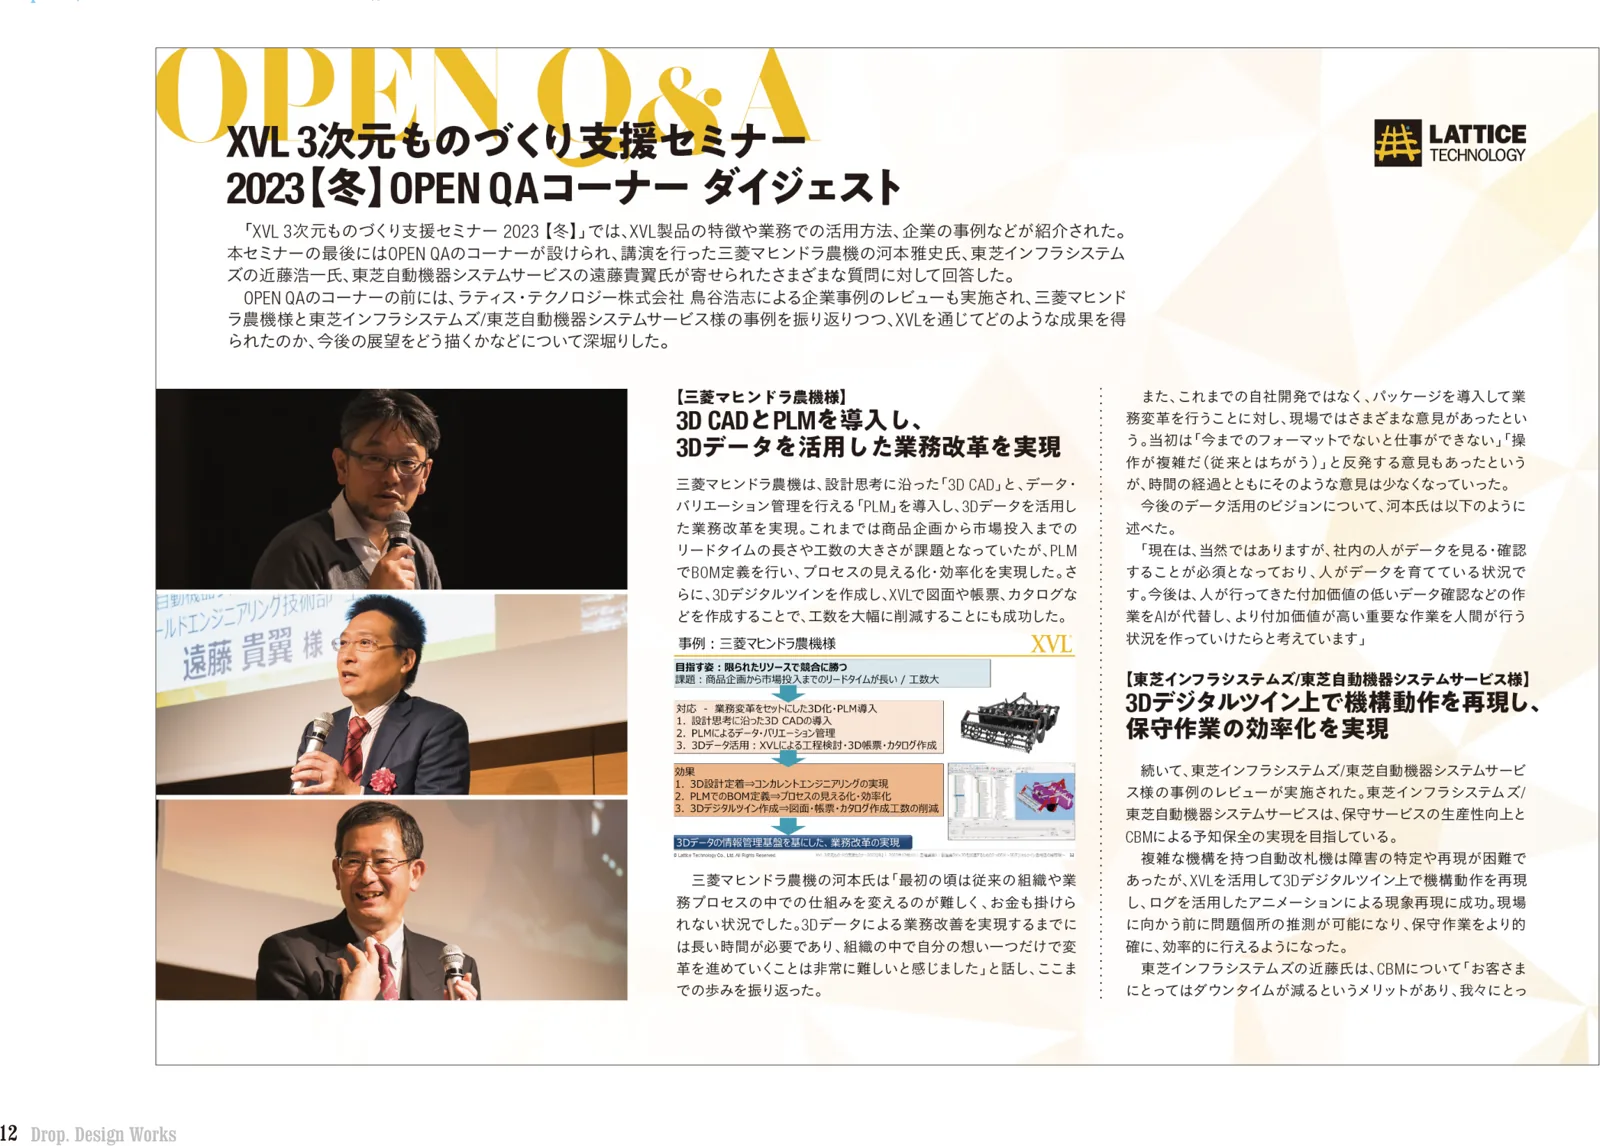 OPEN Q&A
XVL 3次元ものづくり支援セミナー
2023【冬】OPEN QAコーナー ダイジェスト
LATTICE
TECHNOLOGY
「XVL 3次元ものづくり支援セミナー 2023【冬】」では、XVL製品の特徴や業務での活用方法、企業の事例などが紹介された。
本セミナーの最後にはOPEN QAのコーナーが設けられ、講演を行った三菱マヒンドラ農機の河本雅史氏、東芝インフラシステム
ズの近藤浩一氏、東芝自動機器システムサービスの遠藤貴翼氏が寄せられたさまざまな質問に対して回答した。
OPEN QAのコーナーの前には、ラティス・テクノロジー株式会社 鳥谷浩志による企業事例のレビューも実施され、三菱マヒンド
ラ農機様と東芝インフラシステムズ/東芝自動機器システムサービス様の事例を振り返りつつ、XVLを通じてどのような成果を得
られたのか、今後の展望をどう描くかなどについて深堀りした。
ールドエンジニアリング技術部
遠藤 貴翼 様
【三菱マヒンドラ農機様】
3D CADとPLMを導入し、
3Dデータを活用した業務改革を実現
三菱マヒンドラ農機は、設計思考に沿った「3D CAD」と、データ・
バリエーション管理を行える「PLM」を導入し、3Dデータを活用し
た業務改革を実現。これまでは商品企画から市場投入までの
リードタイムの長さや工数の大きさが課題となっていたが、PLM
でBOM定義を行い、プロセスの見える化・効率化を実現した。さ
らに、3Dデジタルツインを作成し、XVLで図面や帳票、カタログな
どを作成することで、工数を大幅に削減することにも成功した。
事例：三菱マヒンドラ農機様
XVL
目指す姿：限られたリソースで競合に勝つ
課題：商品企画から市場投入までのリードタイムが長い / 工数大
対応 - 業務変革をセットにした3D化・PLM導入
1. 設計思考に沿った3D CADの導入
2. PLMによるデータ・バリエーション管理
3. 3Dデータ活用：XVLによる工程検討・3D帳票・カタログ作成
効果
1. 3D設計定着⇒コンカレントエンジニアリングの実現
2. PLMでのBOM定義⇒プロセスの見える化・効率化
3. 3Dデジタルツイン作成⇒図面・帳票・カタログ作成工数の削減
3Dデータの情報管理基盤を基にした、業務改革の実現
© Lattice Technology Co., Ltd. All Rights Reserved.
三菱マヒンドラ農機の河本氏は「最初の頃は従来の組織や業
務プロセスの中での仕組みを変えるのが難しく、お金も掛けら
れない状況でした。3Dデータによる業務改善を実現するまでに
は長い時間が必要であり、組織の中で自分の想い一つだけで変
革を進めていくことは非常に難しいと感じました」と話し、ここま
での歩みを振り返った。
また、これまでの自社開発ではなく、パッケージを導入して業
務変革を行うことに対し、現場ではさまざまな意見があったとい
う。当初は「今までのフォーマットでないと仕事ができない」「操
作が複雑だ（従来とはちがう）」と反発する意見もあったという
が、時間の経過とともにそのような意見は少なくなっていった。
今後のデータ活用のビジョンについて、河本氏は以下のように
述べた。
「現在は、当然ではありますが、社内の人がデータを見る・確認
することが必須となっており、人がデータを育てている状況で
す。今後は、人が行ってきた付加価値の低いデータ確認などの作
業をAIが代替し、より付加価値が高い重要な作業を人間が行う
状況を作っていけたらと考えています」
【東芝インフラシステムズ/東芝自動機器システムサービス様】
3Dデジタルツイン上で機構動作を再現し、
保守作業の効率化を実現
続いて、東芝インフラシステムズ/東芝自動機器システムサービ
ス様の事例のレビューが実施された。東芝インフラシステムズ/
東芝自動機器システムサービスは、保守サービスの生産性向上と
CBMによる予知保全の実現を目指している。
複雑な機構を持つ自動改札機は障害の特定や再現が困難で
あったが、XVLを活用して3Dデジタルツイン上で機構動作を再現
し、ログを活用したアニメーションによる現象再現に成功。現場
に向かう前に問題個所の推測が可能になり、保守作業をより的
確に、効率的に行えるようになった。
東芝インフラシステムズの近藤氏は、CBMについて「お客さま
にとってはダウンタイムが減るというメリットがあり、我々にとっ
12 Drop. Design Works